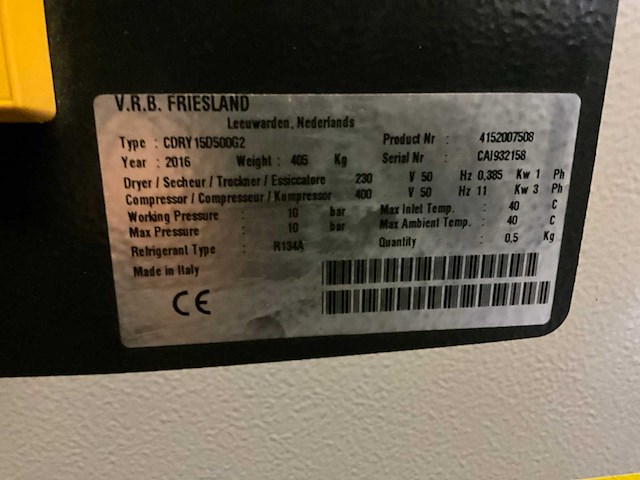 V.R.B. FRIESLAND
Leeuwarden, Nederlands
Type : CDRY15D500G2 Product Nr : 4152007508
Year : 2016 Weight : 405 Kg Serial Nr : CAI932158
Dryer / Secheur / Trockner / Essiccatore 230 V 50 Hz 0,385 Kw 1 Ph
Compressor / Compresseur / Kompressor 400 V 50 Hz 11 Kw 3 Ph
Working Pressure : 10 bar Max Inlet Temp. : 40 C
Max Pressure : 10 bar Max Ambient Temp. : 40 C
Refrigerant Type : R134A Quantity : 0,5 Kg
Made in Italy
CE